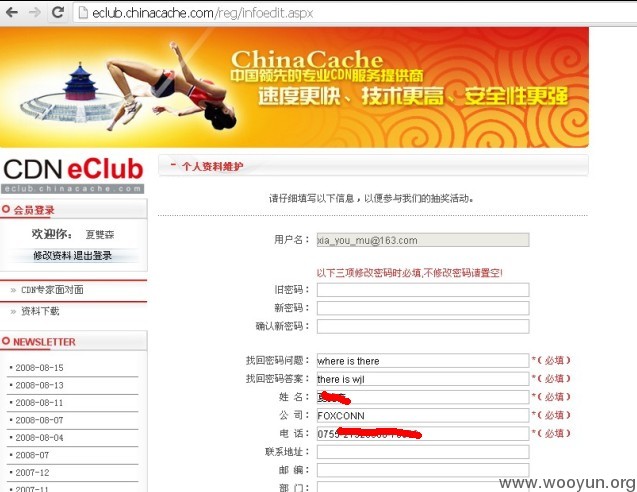 eclub.chinacache.com/reg/infoedit.aspx
ChinaCache
中国领先的专业CDN服务提供商
速度更快、技术更高、安全性更强
CDN eClub
eclub.chinacache.com
会员登录
欢迎你： 夏雙森
修改资料 退出登录
» CDN专家面对面
» 资料下载
NEWSLETTER
• 2008-08-15
• 2008-08-13
• 2008-08-11
• 2008-08-07
• 2008-08-04
• 2008-07
• 2007-12
• 2007-11
- 个人资料维护
请仔细填写以下信息，以便参与我们的抽奖活动。
用户名： xia_you_mu@163.com
以下三项修改密码时必填,不修改密码请置空!
旧密码：
新密码：
确认新密码：
找回密码问题： where is there *（必填）
找回密码答案： there is wjl *（必填）
姓 名： *（必填）
公 司： FOXCONN *（必填）
电 话： 0755- *（必填）
联系地址：
邮 编：
部 门：
www.wooyun.org